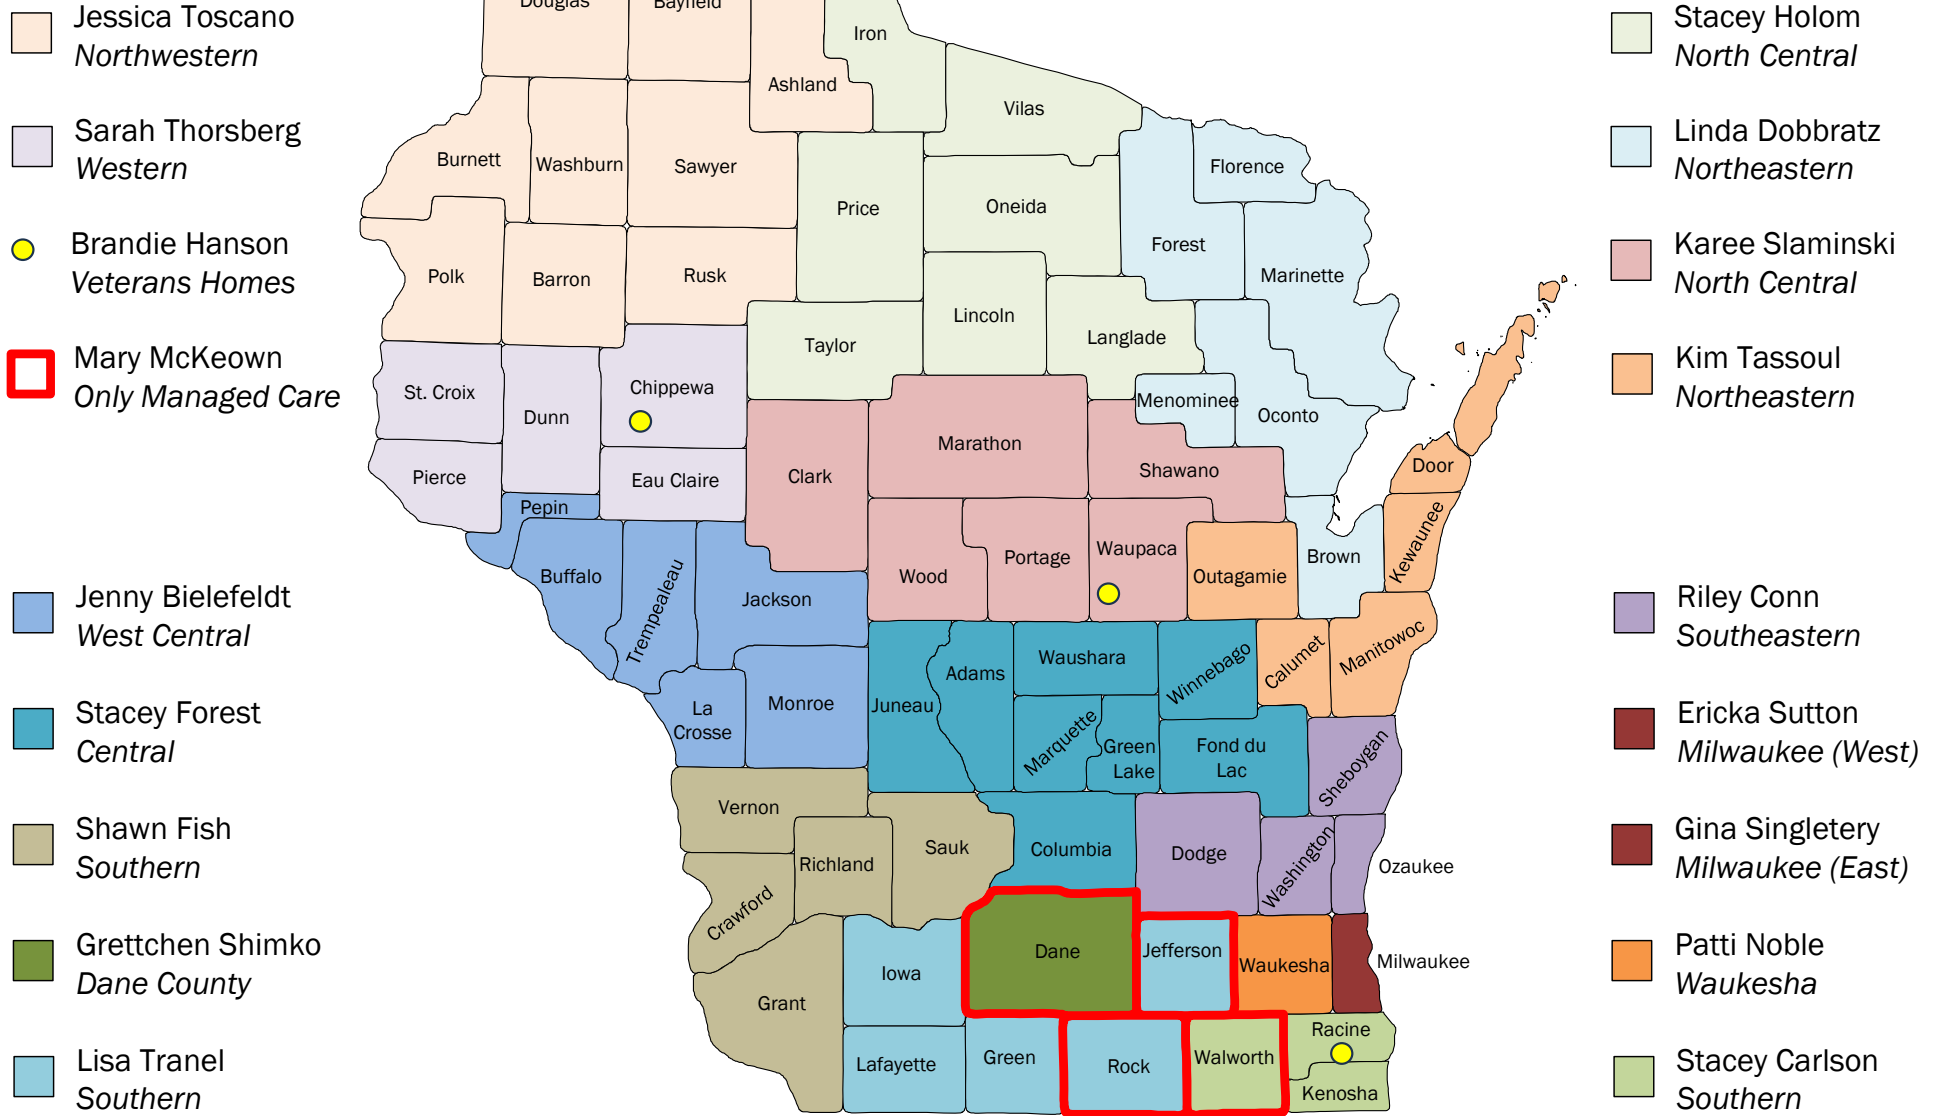 Jessica Toscano
Northwestern
Sarah Thorsberg
Western
Brandie Hanson
Veterans Homes
Mary McKeown
Only Managed Care
Jenny Bielefeldt
West Central
Stacey Forest
Central
Shawn Fish
Southern
Grettchen Shimko
Dane County
Lisa Tranel
Southern
Douglas
Bayfield
Iron
Ashland
Vilas
Burnett
Washburn
Sawyer
Florence
Price
Oneida
Forest
Polk
Barron
Rusk
Marinette
Lincoln
Langlade
Taylor
St. Croix
Dunn
Chippewa
Menominee
Oconto
Marathon
Clark
Shawano
Door
Pierce
Eau Claire
Pepin
Buffalo
Trempealeau
Jackson
Wood
Portage
Waupaca
Outagamie
Brown
Kewaunee
La
Crosse
Monroe
Juneau
Adams
Waushara
Winnebago
Calumet
Manitowoc
Marquette
Green
Lake
Fond du
Lac
Sheboygan
Vernon
Richland
Sauk
Columbia
Dodge
Washington
Ozaukee
Crawford
Grant
Iowa
Dane
Jefferson
Waukesha
Milwaukee
Lafayette
Green
Rock
Walworth
Racine
Kenosha
Stacey Holom
North Central
Linda Dobbratz
Northeastern
Karee Slaminski
North Central
Kim Tassoul
Northeastern
Riley Conn
Southeastern
Ericka Sutton
Milwaukee (West)
Gina Singletery
Milwaukee (East)
Patti Noble
Waukesha
Stacey Carlson
Southern